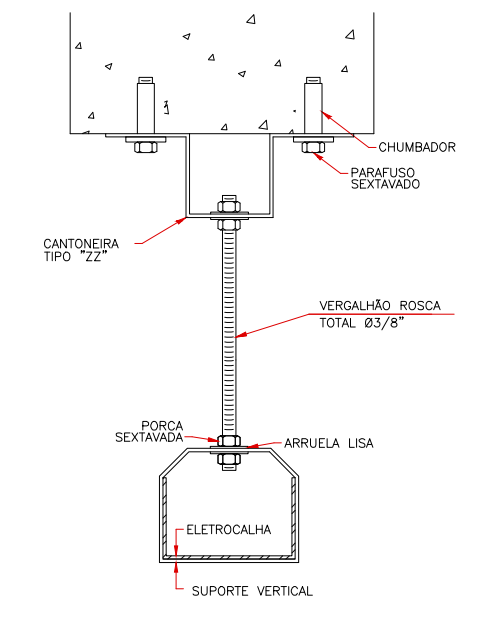 CHUMBADOR
PARAFUSO
SEXTAVADO
CANTONEIRA
TIPO "ZZ"
VERGALHÃO ROSCA
TOTAL Ø3/8"
PORCA
SEXTAVADA
ARRUELA LISA
ELETROCALHA
SUPORTE VERTICAL